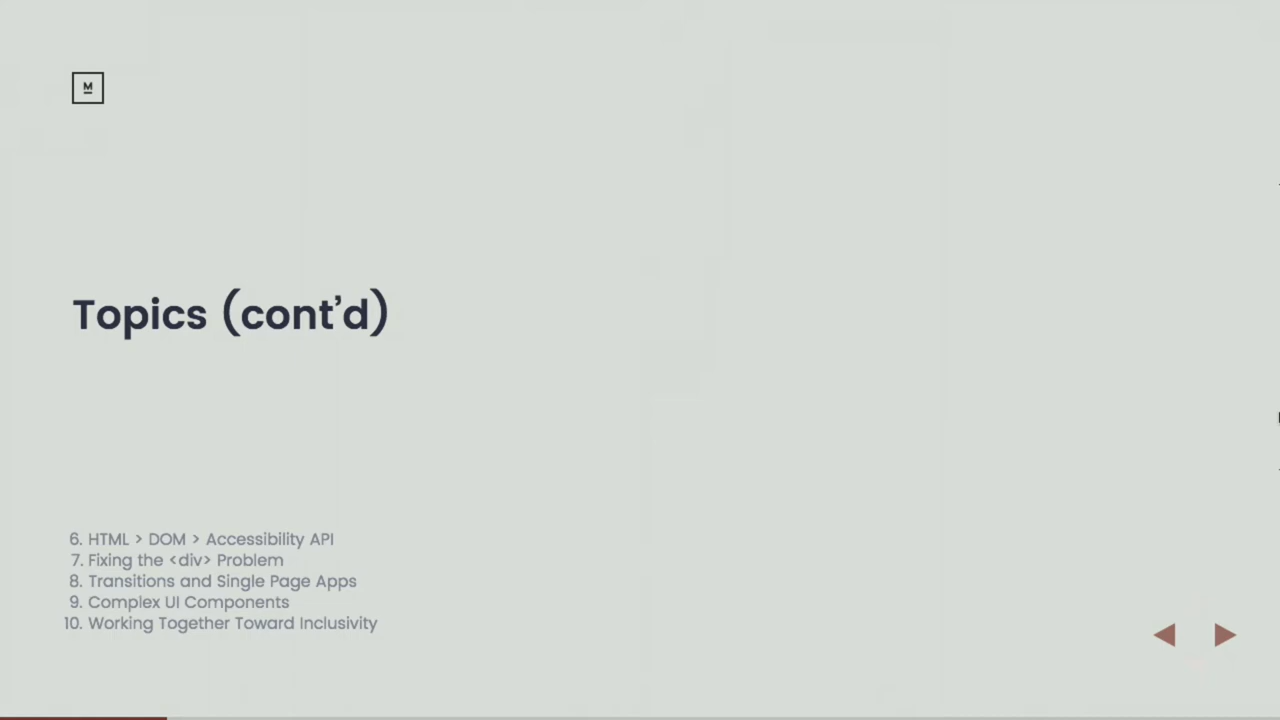 M
Topics (cont’d)
6. HTML > DOM > Accessibility API
7. Fixing the <div> Problem
8. Transitions and Single Page Apps
9. Complex UI Components
10. Working Together Toward Inclusivity